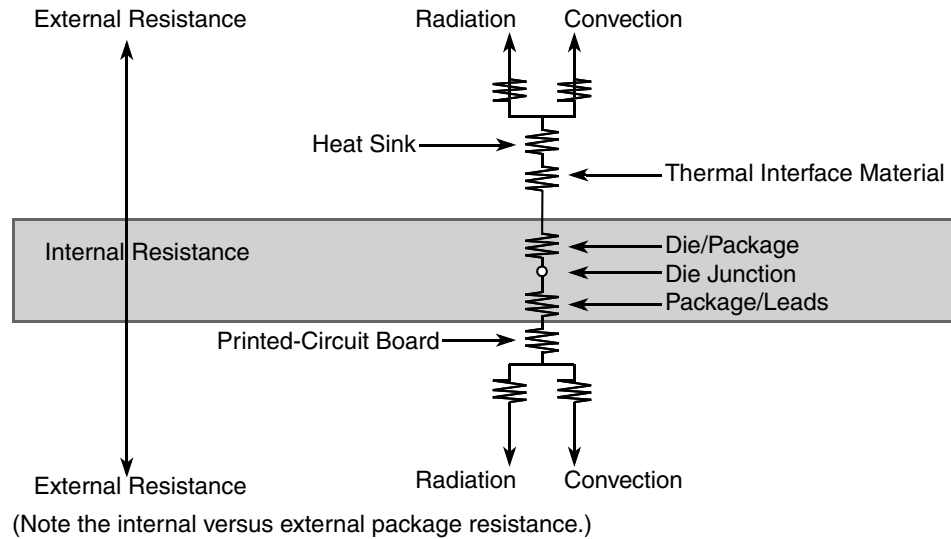 External Resistance
Radiation
Convection
Heat Sink
Thermal Interface Material
Internal Resistance
Die/Package
Die Junction
Package/Leads
Printed-Circuit Board
External Resistance
Radiation
Convection
(Note the internal versus external package resistance.)